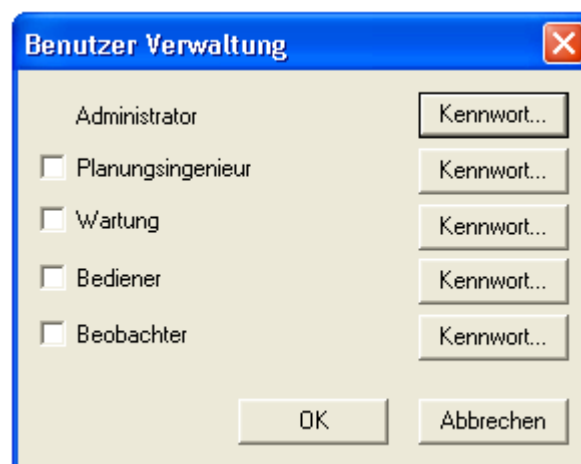 Benutzer Verwaltung
Administrator Kennwort...
Planungsingenieur Kennwort...
Wartung Kennwort...
Bediener Kennwort...
Beobachter Kennwort...
OK Abbrechen